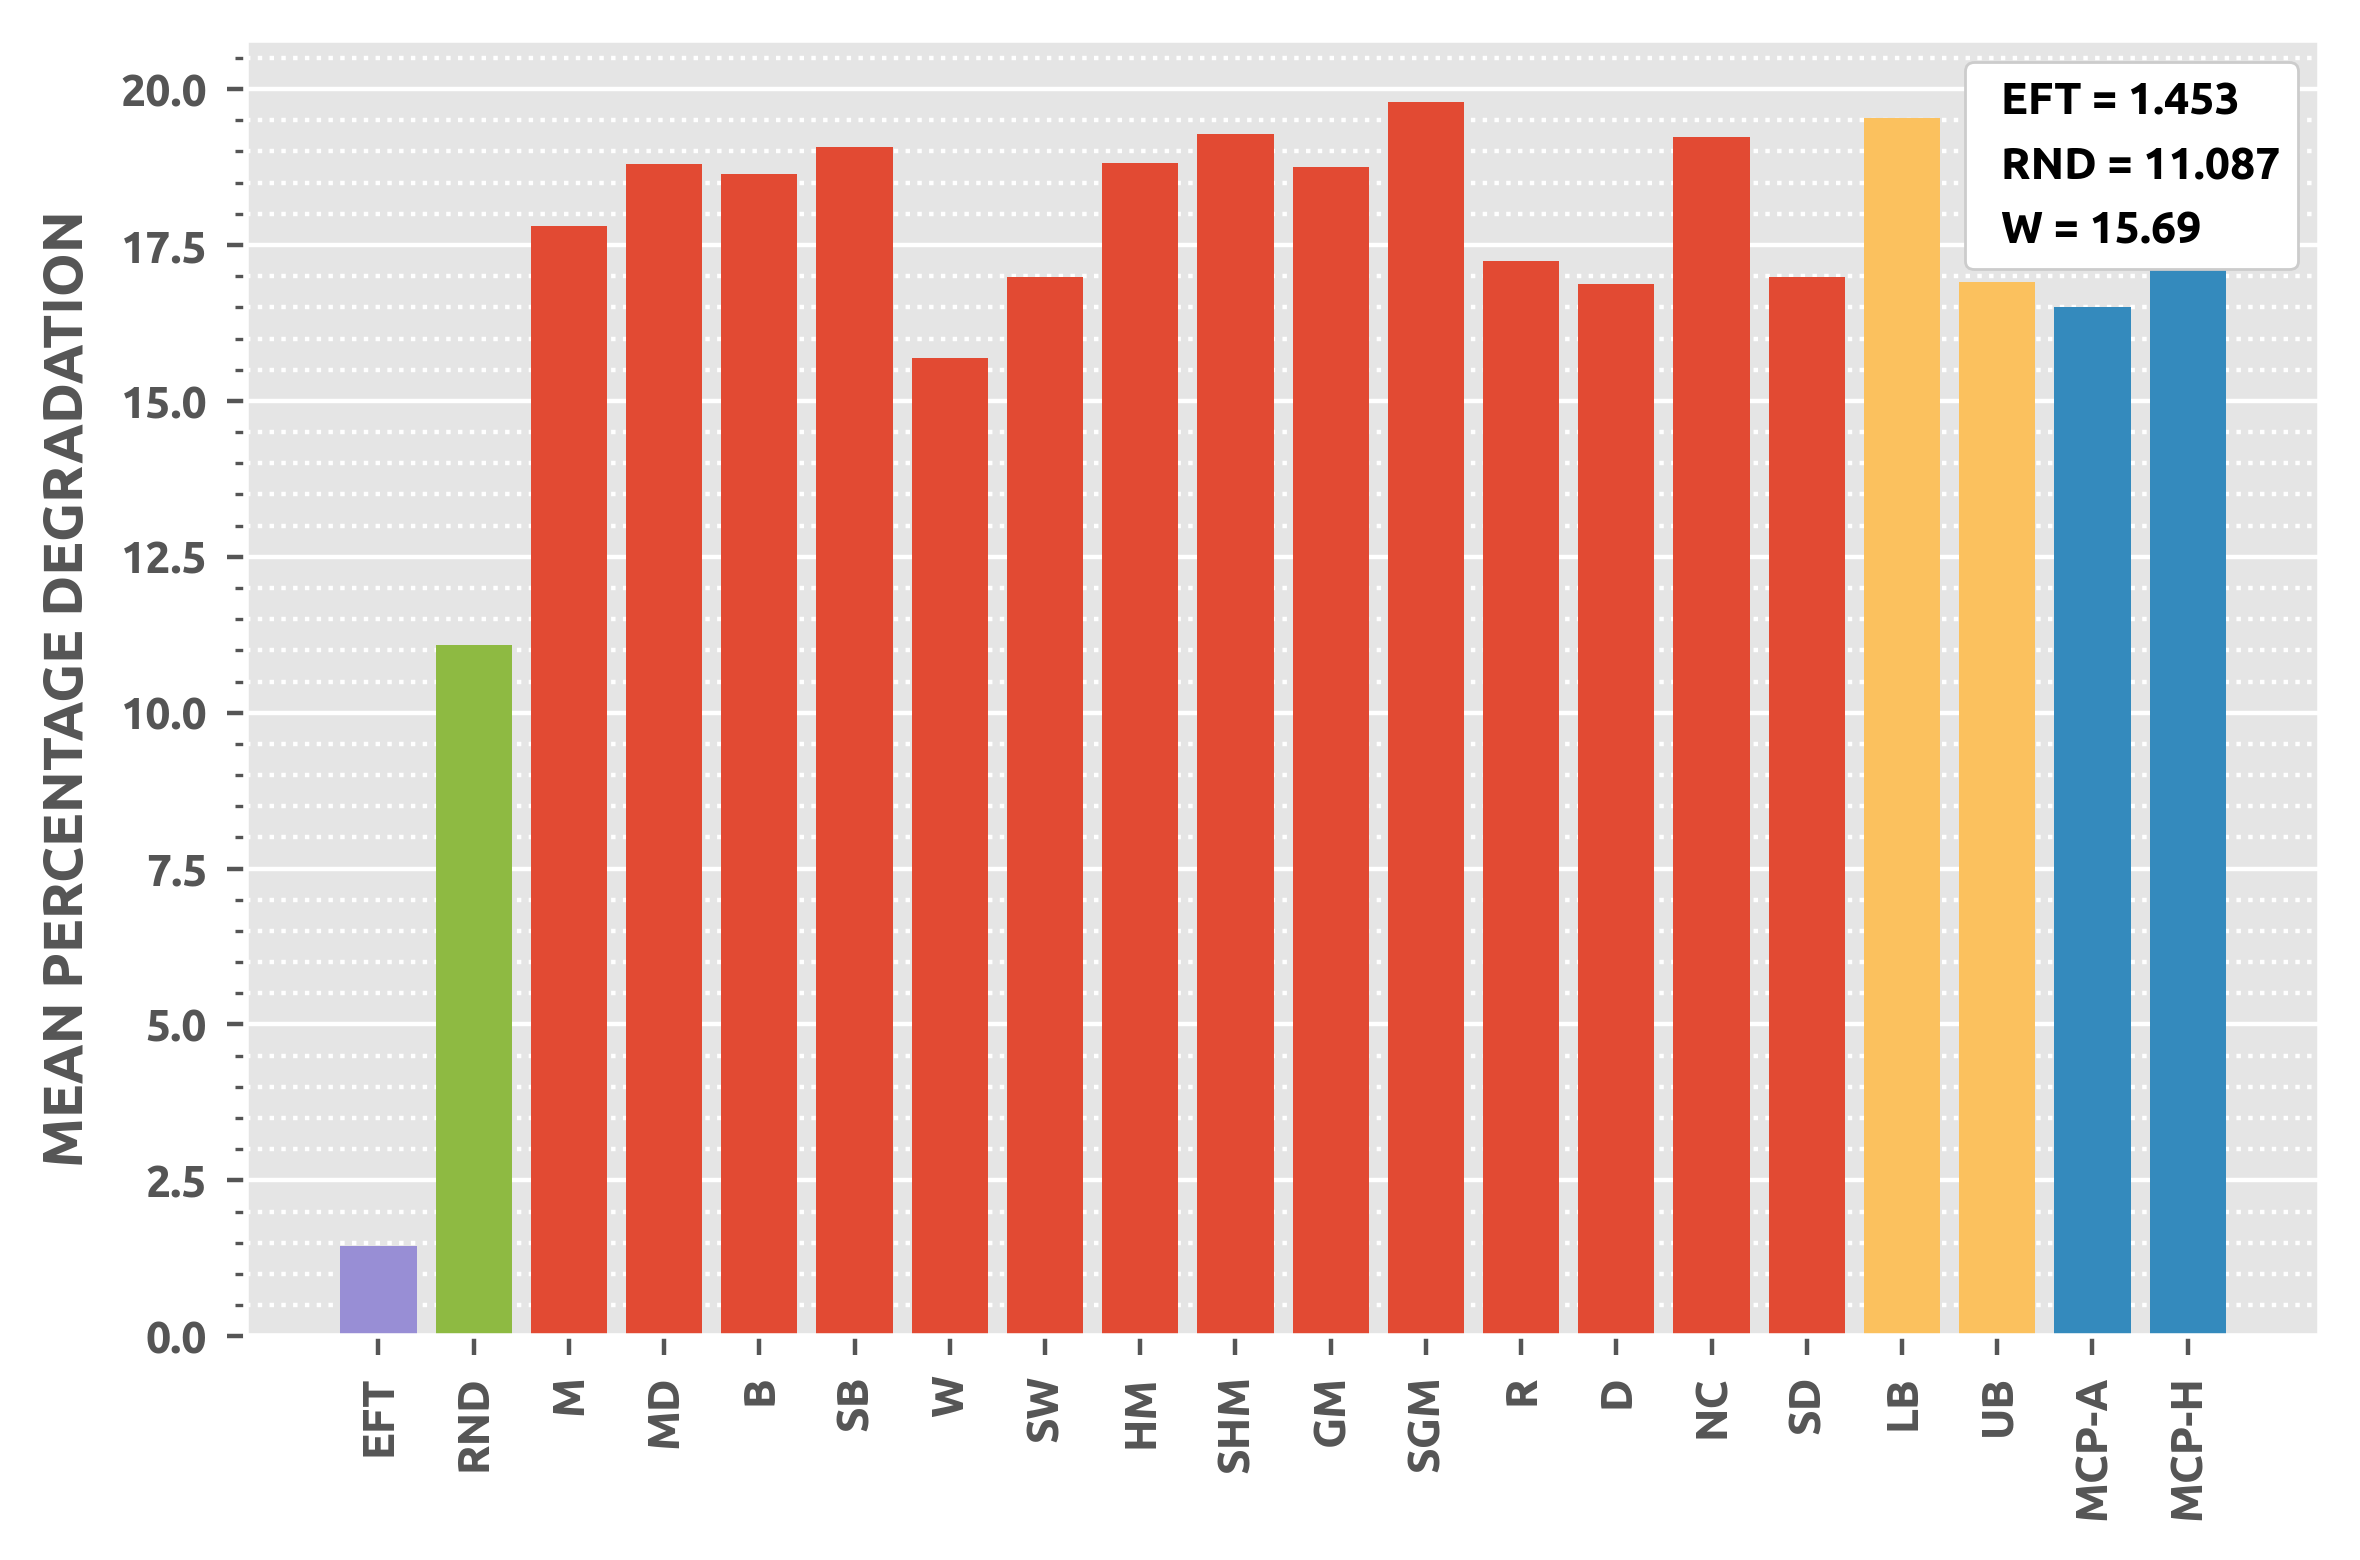 MEAN PERCENTAGE DEGRADATION
20.0
17.5
15.0
12.5
10.0
7.5
5.0
2.5
0.0
EFT = 1.453
RND = 11.087
W = 15.69
EFT
RND
M
MD
B
SB
W
SW
HM
SHM
GM
SGM
R
D
NC
SD
LB
UB
MCP-A
MCP-H